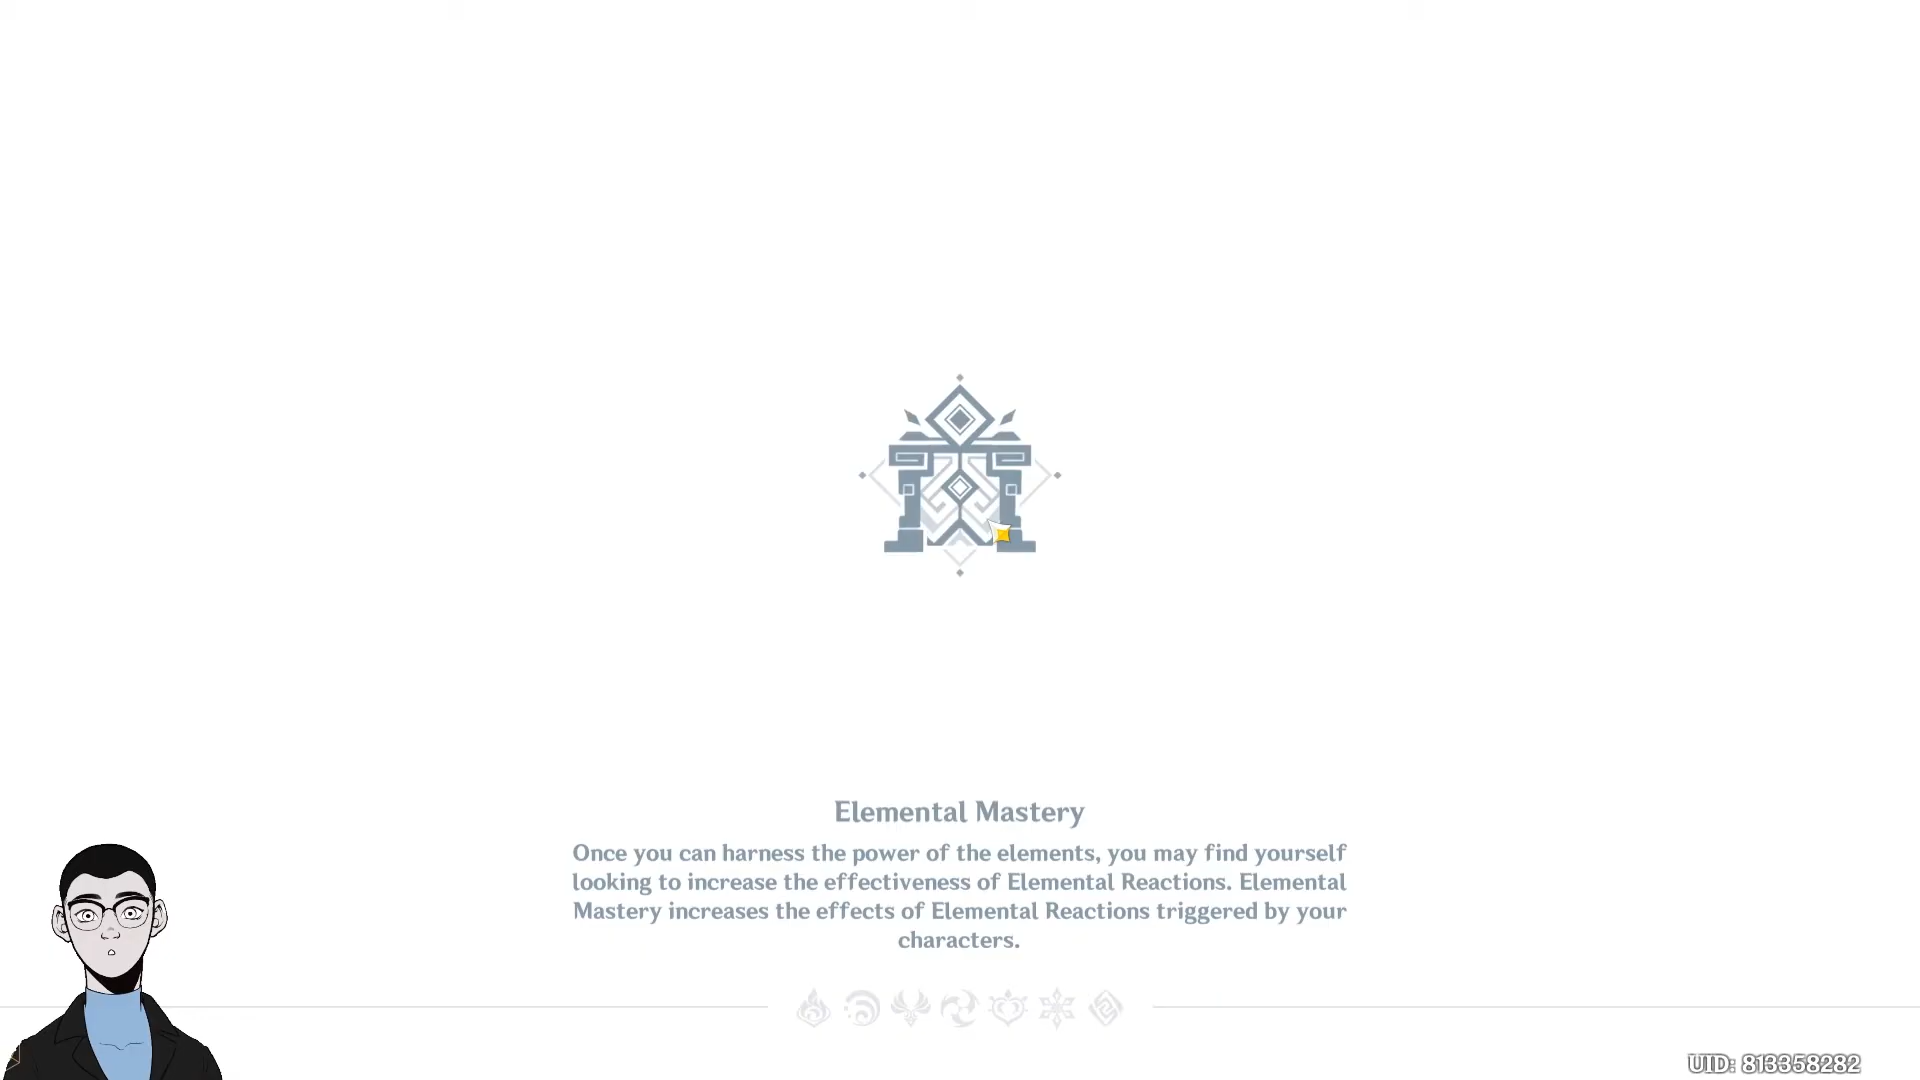 Elemental Mastery
Once you can harness the power of the elements, you may find yourself
looking to increase the effectiveness of Elemental Reactions. Elemental
Mastery increases the effects of Elemental Reactions triggered by your
characters.
UID: 813358282